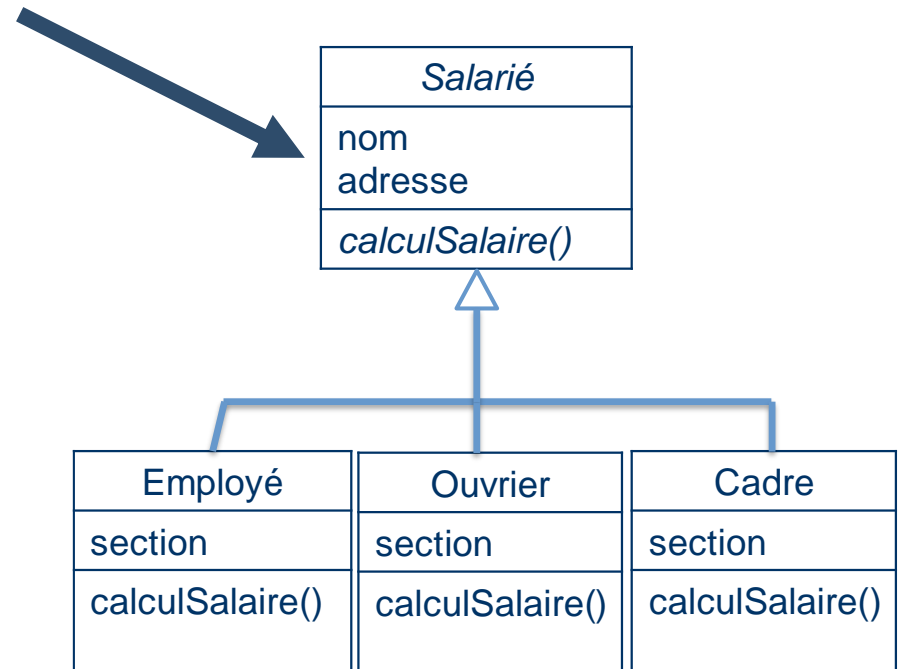 Salarié
nom
adresse
calculSalaire()
Employé
section
calculSalaire()
Ouvrier
section
calculSalaire()
Cadre
section
calculSalaire()